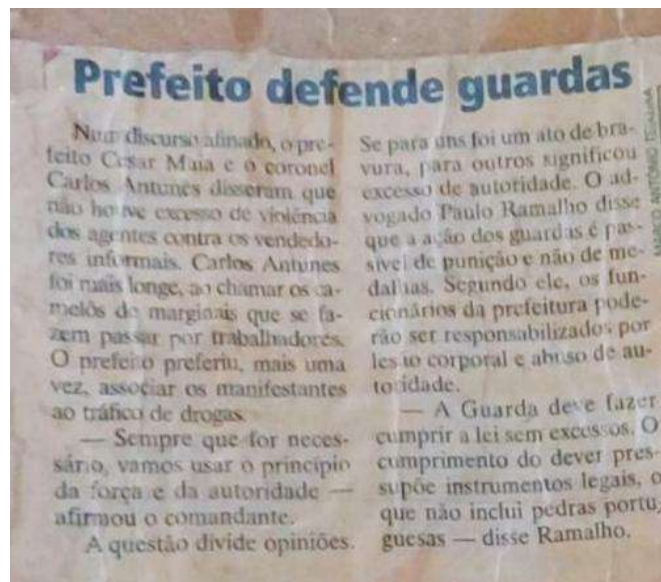 Prefeito defende guardas
Num discurso afinado, o pre-
feito Cesar Maia e o coronel
Carlos Antunes disseram que
não houve excesso de violência
dos agentes contra os vendedo-
res informais. Carlos Antunes
foi mais longe, ao chamar os ca-
melôs de marginais que se fa-
zem passar por trabalhadores.
O prefeito preferiu, mais uma
vez, associar os manifestantes
ao tráfico de drogas.
— Sempre que for neces-
sário, vamos usar o princípio
da força e da autoridade —
afirmou o comandante.
A questão divide opiniões.
Se para uns foi um ato de bra-
vura, para outros significou
excesso de autoridade. O ad-
vogado Paulo Ramalho disse
que a ação dos guardas é pas-
sível de punição e não de me-
dalhas. Segundo ele, os fun-
cionários da prefeitura pode-
rão ser responsabilizados por
lesão corporal e abuso de au-
toridade.
— A Guarda deve fazer
cumprir a lei sem excessos. O
cumprimento do dever pres-
supõe instrumentos legais, o
que não inclui pedras portu-
guesas — disse Ramalho.
MARCO ANTÔNIO